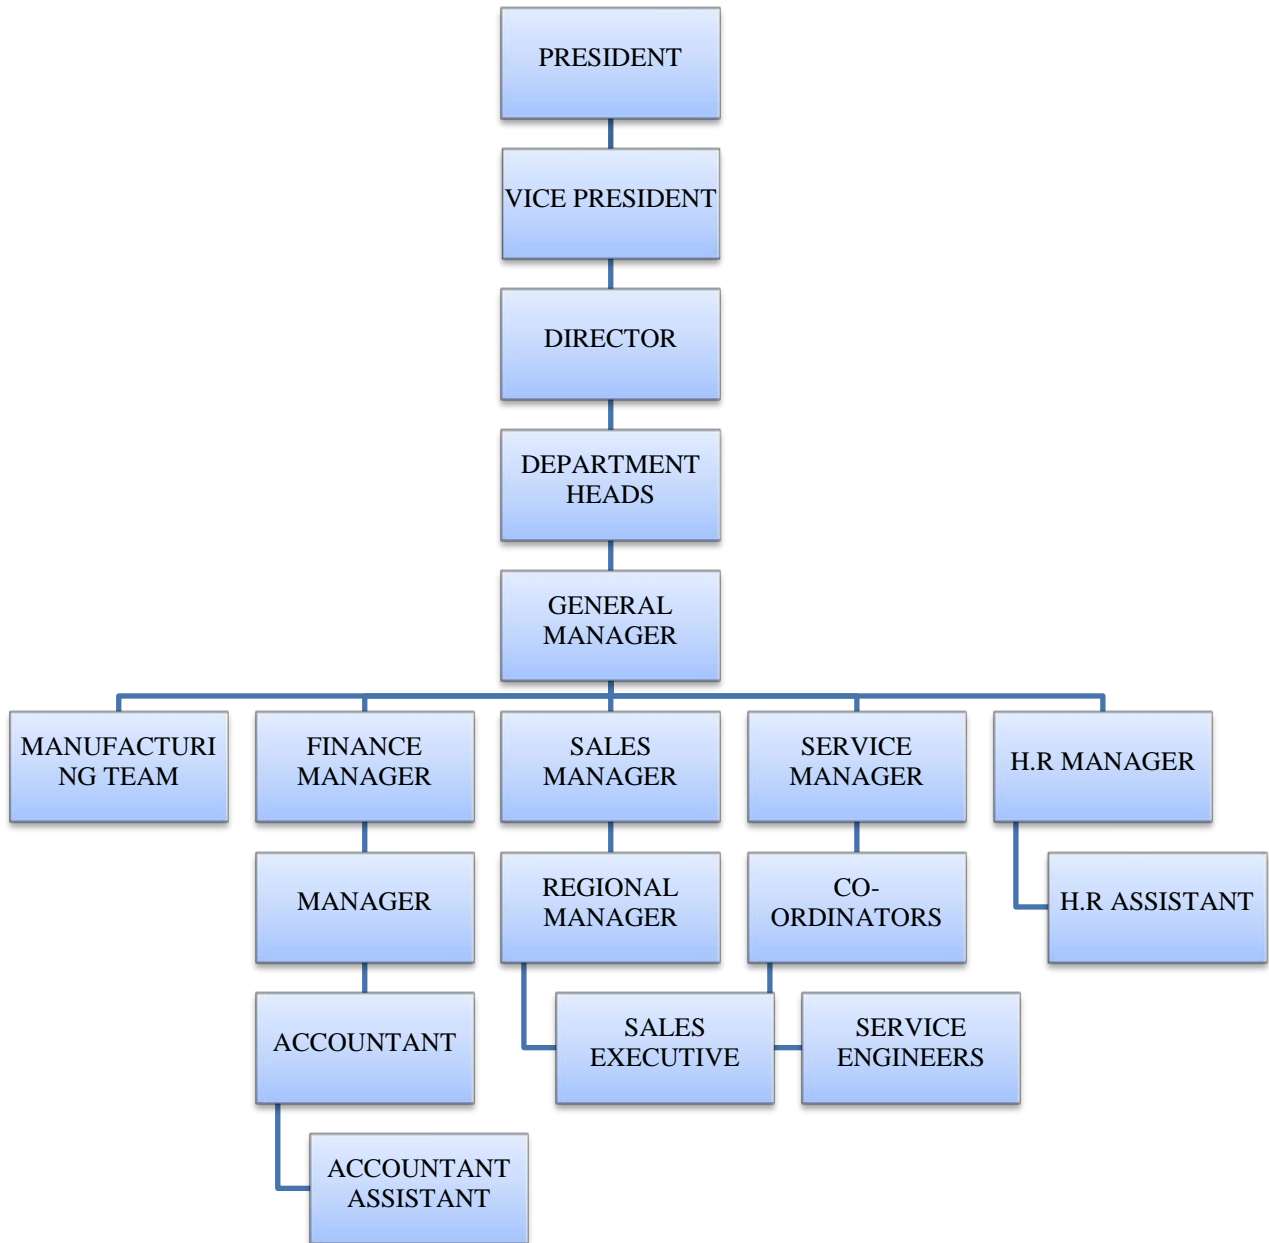 PRESIDENT
VICE PRESIDENT
DIRECTOR
DEPARTMENT
HEADS
GENERAL
MANAGER
MANUFACTURI
NG TEAM
FINANCE
MANAGER
SALES
MANAGER
SERVICE
MANAGER
H.R MANAGER
MANAGER
REGIONAL
MANAGER
CO-
ORDINATORS
H.R ASSISTANT
ACCOUNTANT
SALES
EXECUTIVE
SERVICE
ENGINEERS
ACCOUNTANT
ASSISTANT